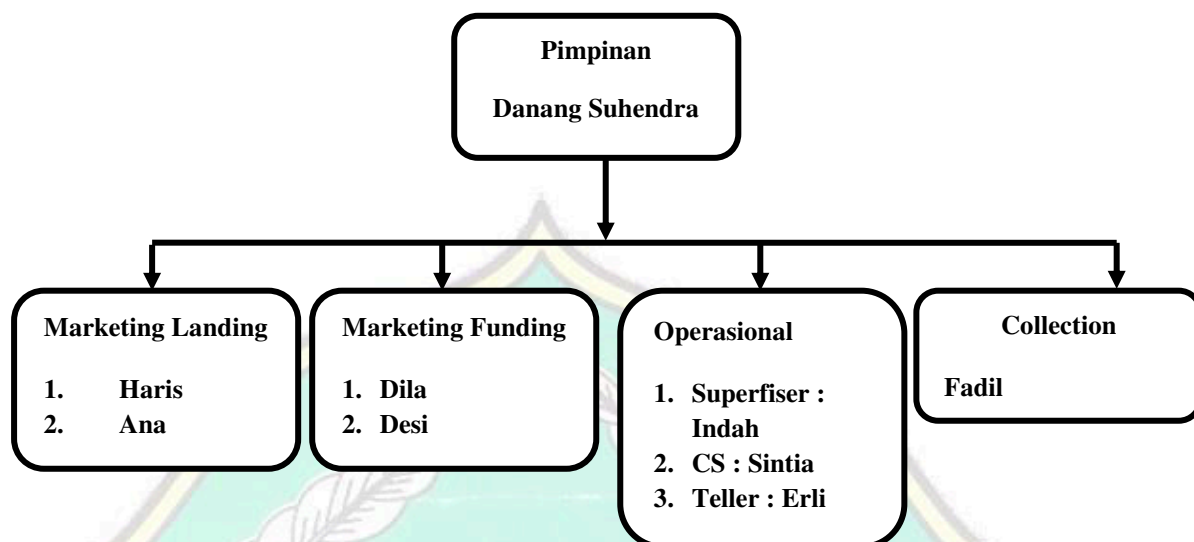 Pimpinan
Danang Suhendra
Marketing Landing
1. Haris
2. Ana
Marketing Funding
1. Dila
2. Desi
Operasional
1. Superfiser :
Indah
2. CS : Sintia
3. Teller : Erli
Collection
Fadil